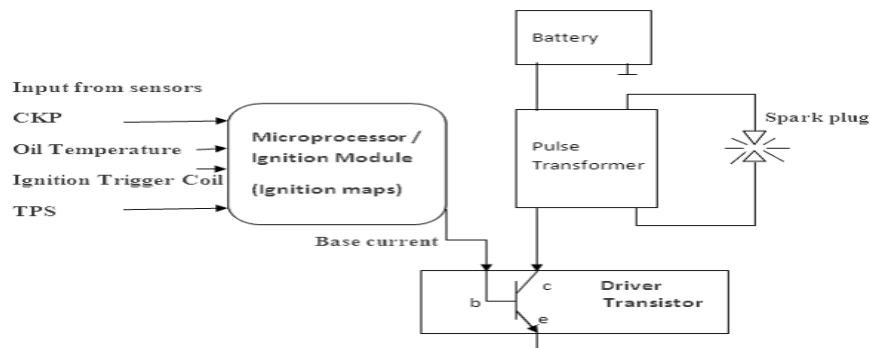 Battery
Input from sensors
CKP
Oil Temperature
Ignition Trigger Coil
TPS
Microprocessor /
Ignition Module
(Ignition maps)
Base current
Pulse
Transformer
Spark plug
b
c
e
Driver
Transistor